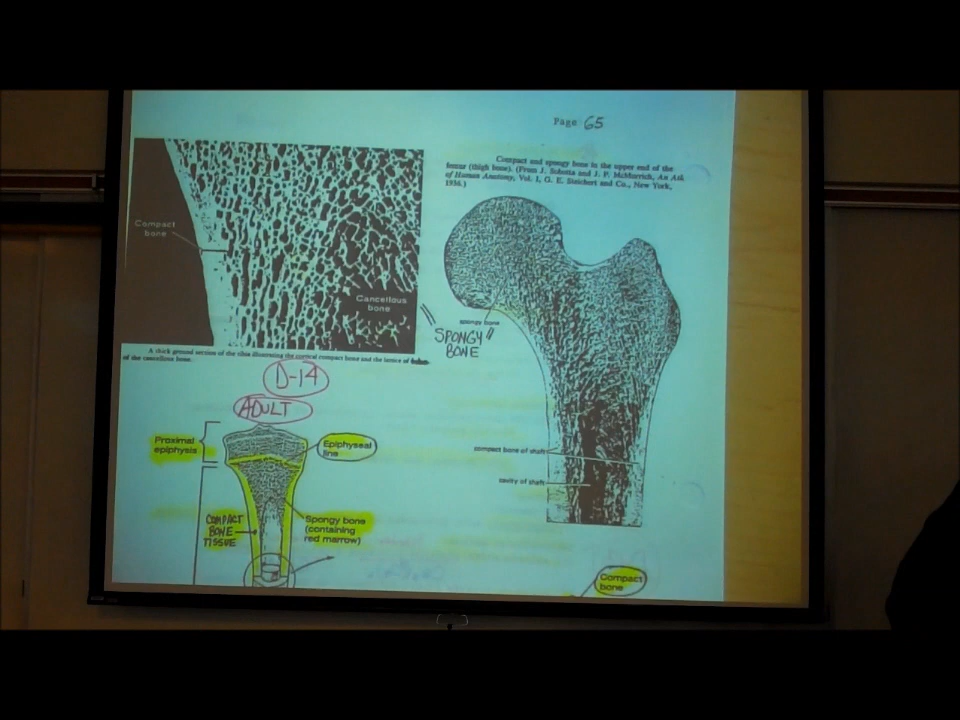 Page 65
Compact and spongy bone in the upper end of the
femur (thigh bone). (From J. Sobotta and J. P. McMurrich, An Atl.
of Human Anatomy, Vol. 1, G. E. Steichert and Co., New York,
1936.)
Compact
bone
Cancellous
bone
spongy bone
SPONGY
BONE
A thick ground section of the tibia illustrating the cortical compact bone and the lattice of
of the cancellous bone.
D-14
ADULT
Proximal
epiphysis
Epiphyseal
line
compact bone of shaft
cavity of shaft
COMPACT
BONE
TISSUE
Spongy bone
(containing
red marrow)
Compact
bone